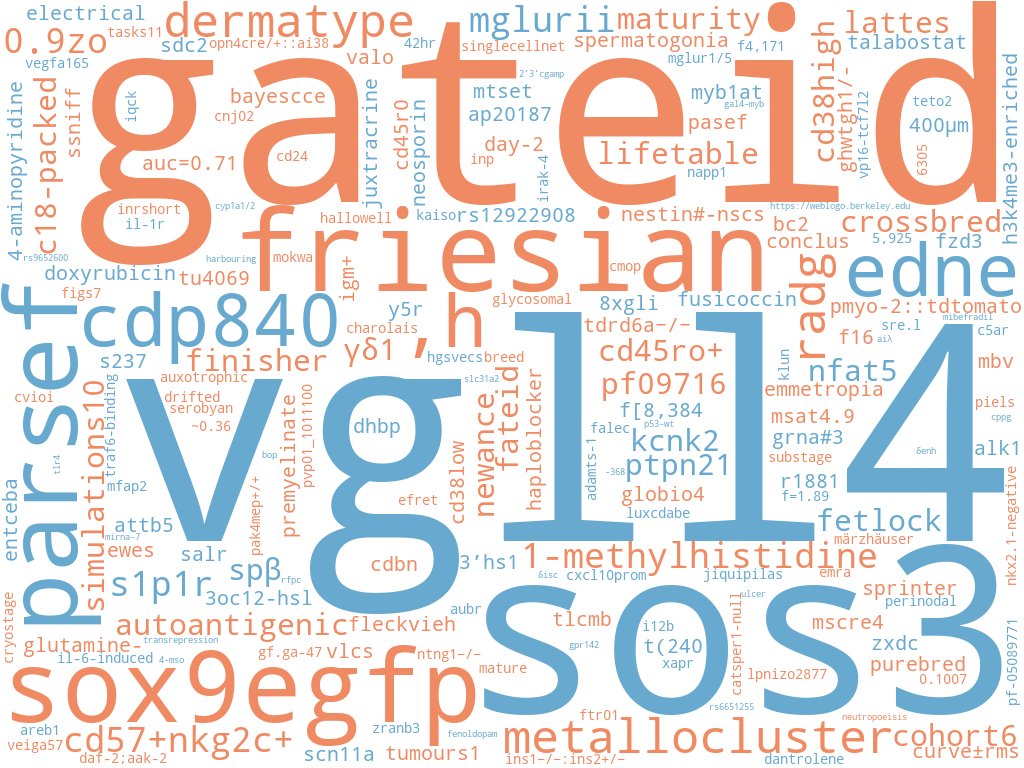 electrical
dermatype
mglurii
maturity
lattes
0.9zo
tasks11
sdc2
opn4cre/+::ai38
42hr
singlecellnet
spermatogonia
f4,171
talabostat
vegfa165
valo
2'3'cgamp
mglur1/5
gateid
4-aminopyridine
c18-packed
ssniff
iqck
bayescce
cnj02
juxtacrine
cd45r0
neosporin
mtset
ap20187
day-2
inp
irak-4
myb1at
gal4-myb
pasef
lifetable
napp1
cd38high
ghwtgh1/-
vp16-tcf7l2
teto2
400μm
6305
h3k4me3-enriched
auc=0.71
cd24
inrshort
il-1r
cyp1a1/2
hallowell
kaiso
rs12922908
nestin#-nscs
https://weblogo.berkeley.edu
bc2
crossbred
conclus
5,925
fzd3
rs9652600
harbouring
mokwa
igm+
friesian
cmop
doxyrubicin
tu4069
figs7
glycosomal
8xgli
fusicoccin
radg
edne
pmyo-2::tdtomato
mibefradil
parsef
cdp840
y5r
charolais
,h
γδ1
tdrd6a−/−
f16
sre.l
ailλ
c5ar
s237
finisher
hgsvecs
breed
cd45ro+
klun
nfat5
mbv
auxotrophic
slc31a2
pf09716
emmetropia
cvioi
simulations10
traf6-binding
drifted
serobyan
~0.36
premyelinate
pvp01_1011100
vgll4
dhbp
newance
fateid
haploblocker
f[8,384
p53-wt
falec
kcnk2
msat4.9
piels
cppg
grna#3
tlr4
bop
adamts-1
-368
ptpn21
substage
δenh
alk1
entceba
mfap2
pak4mep+/+
efret
cd38low
globio4
r1881
f=1.89
luxcdabe
nkx2.1-negative
attb5
mirna-7
fetlock
ewes
salr
märzhäuser
cdbn
3’hs1
1-methylhistidine
s1p1r
spβ
rfpc
δisc
cxcl10prom
jiquipilas
emra
3oc12-hsl
aubr
ulcer
sprinter
perinodal
cryostage
autoantigenic
fleckvieh
tlcmb
i12b
catsper1-null
mscre4
glutamine-
transrepression
t(240
zxdc
il-6-induced
4-mso
gf.ga-47
vlcs
ntng1−/−
gpr142
xapr
purebred
pf-05089771
mature
lpnizo2877
0.1007
sox9egfp
sos3
rs6651255
areb1
zranb3
ftr01
neutropoeisis
veiga57
cd57+nkg2c+
fenoldopam
metallocluster
cohort6
daf-2;aak-2
scn11a
tumours1
ins1−/−:ins2+/−
dantrolene
curve±rms